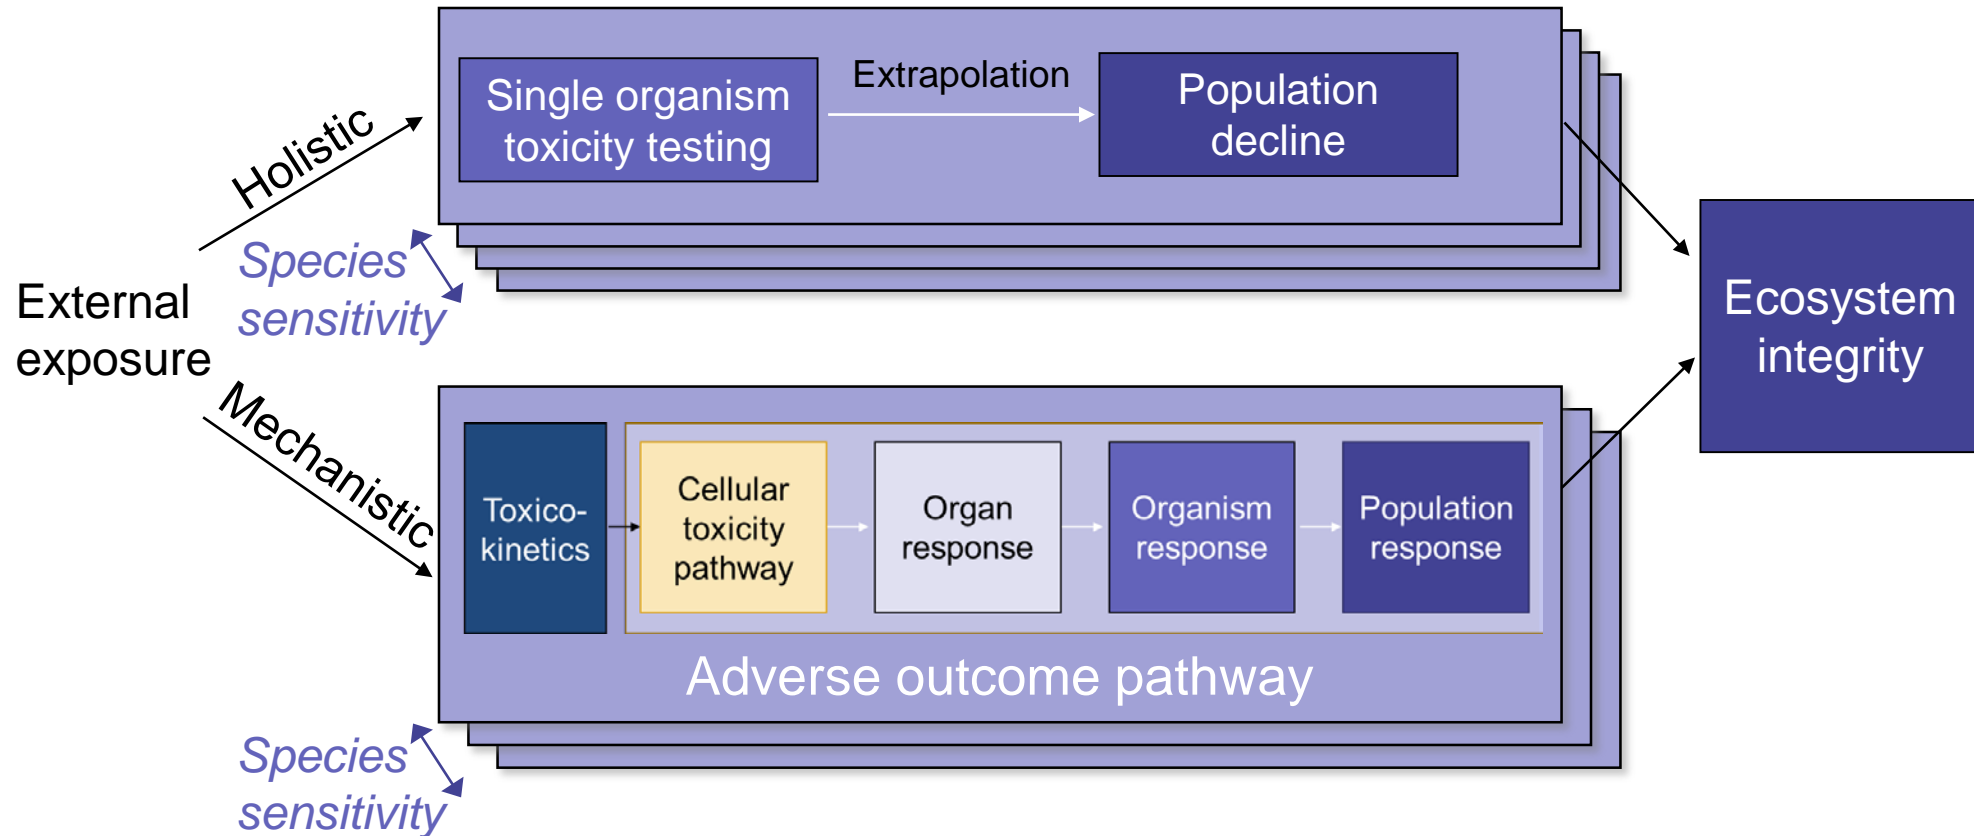 External
exposure
Holistic
Species
sensitivity
Single organism
toxicity testing
Extrapolation
Population
decline
Mechanistic
Toxico-
kinetics
Cellular
toxicity
pathway
Organ
response
Organism
response
Population
response
Adverse outcome pathway
Species
sensitivity
Ecosystem
integrity